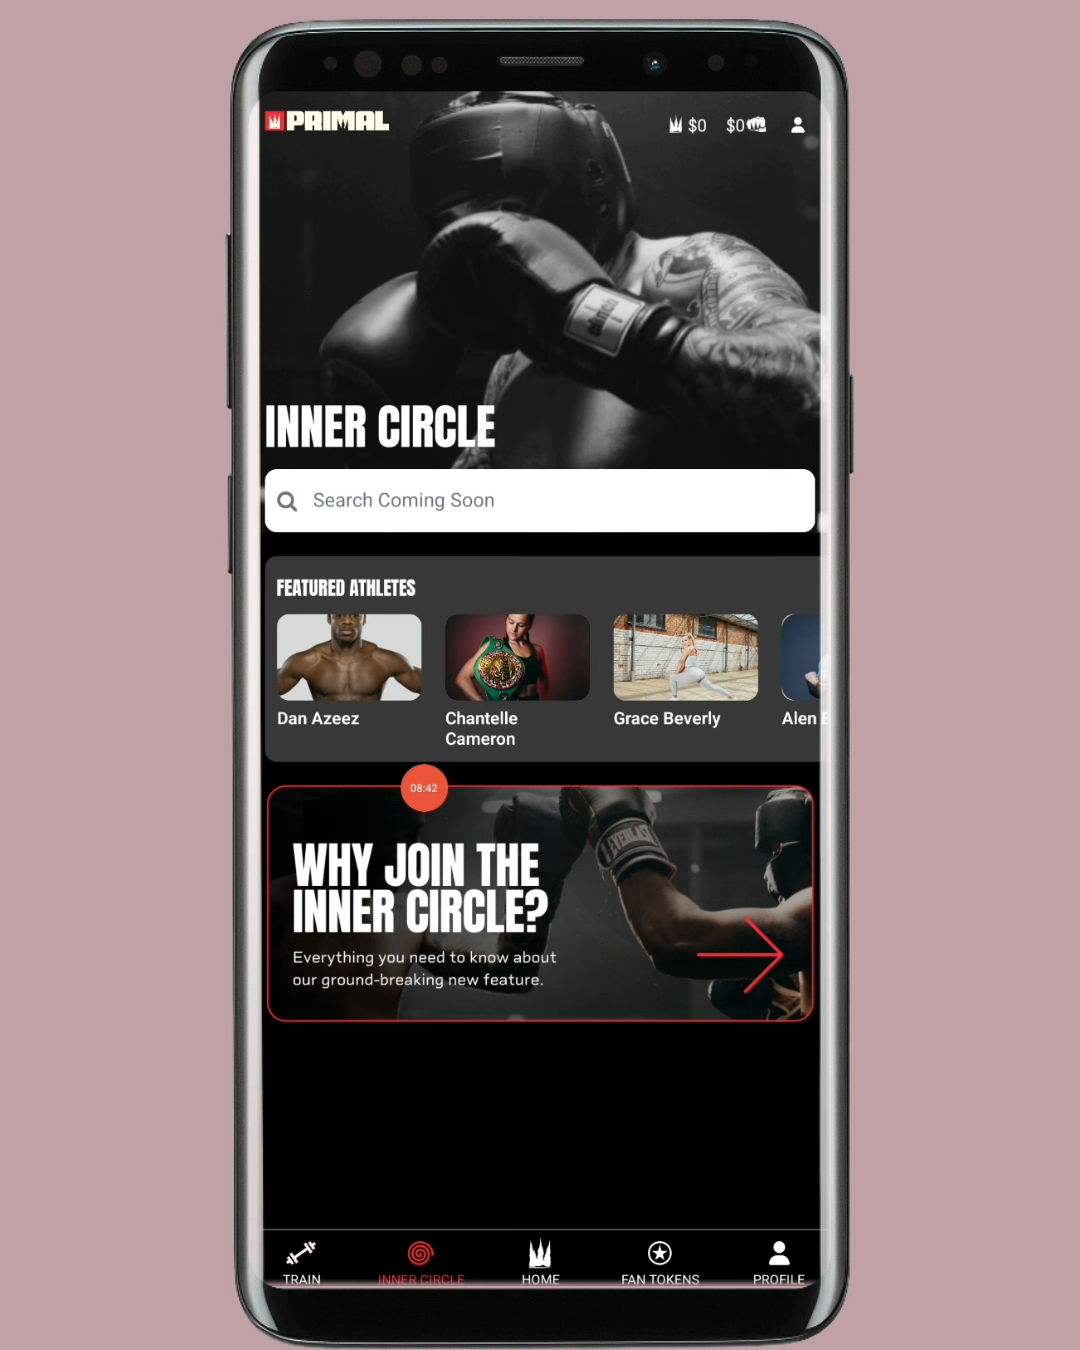 PRIMAL
$0
$0
INNER CIRCLE
Search Coming Soon
FEATURED ATHLETES
Dan Azeez
Chantelle
Cameron
Grace Beverly
Alen
08:42
EVERLAST
WHY JOIN THE
INNER CIRCLE?
Everything you need to know about
our ground-breaking new feature.
TRAIN
INNER CIRCLE
HOME
FAN TOKENS
PROFILE